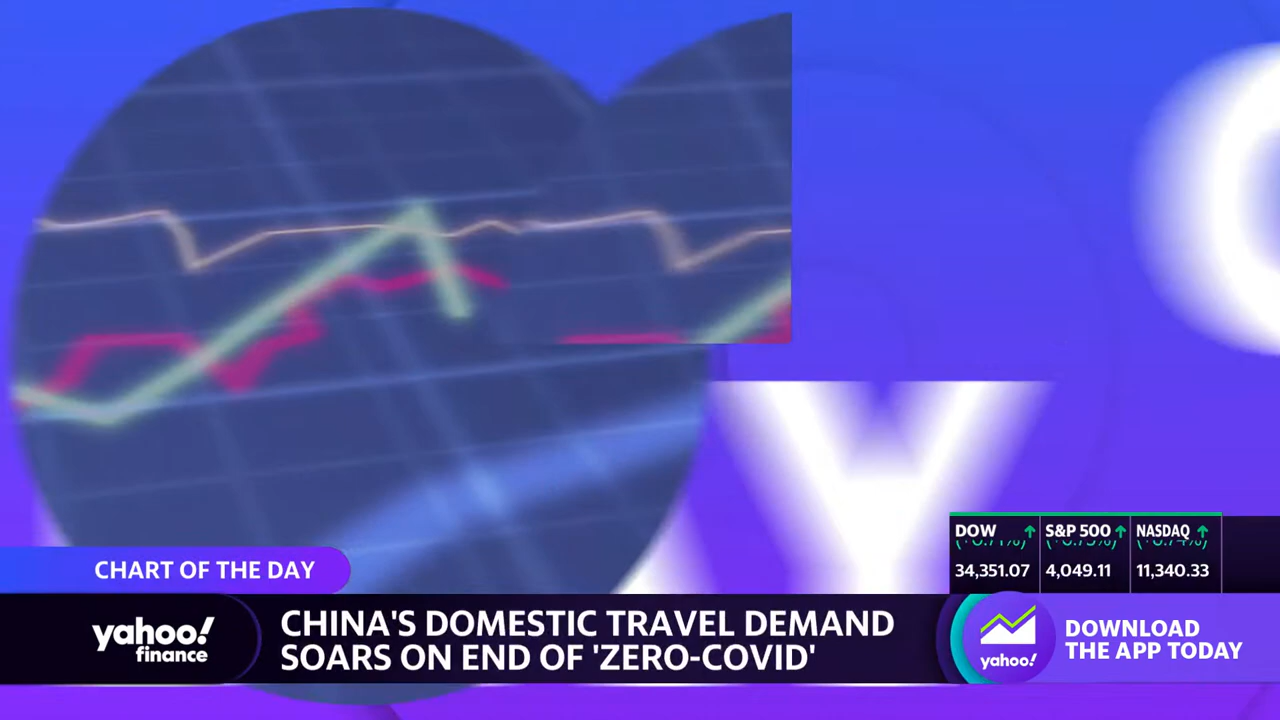 AY
CHART OF THE DAY
yahoo!
finance
CHINA'S DOMESTIC TRAVEL DEMAND
SOARS ON END OF 'ZERO-COVID'
DOW
34,351.07
S&P 500
4,049.11
NASDAQ
11,340.33
yahoo!
DOWNLOAD
THE APP TODAY